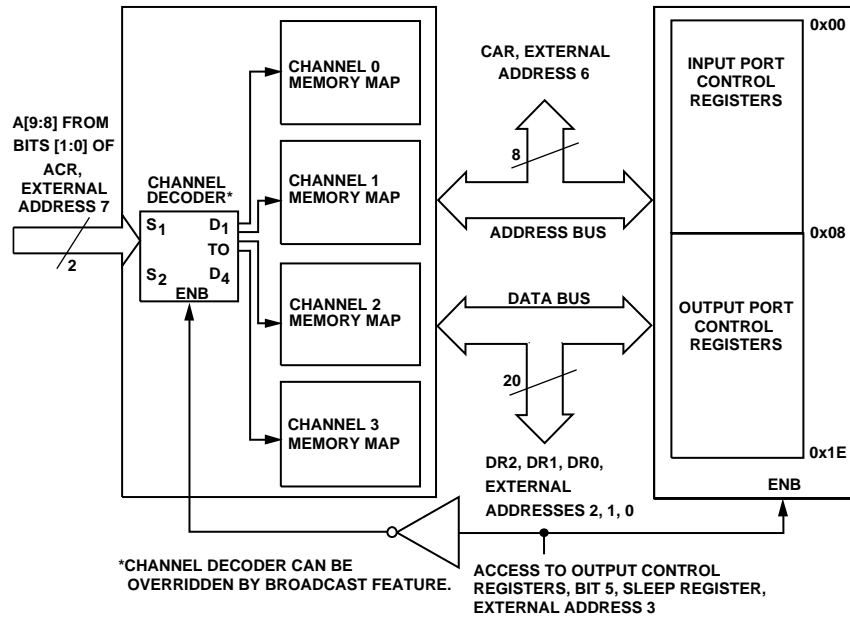 CHANNEL 0
MEMORY MAP
CHANNEL 1
MEMORY MAP
CHANNEL 2
MEMORY MAP
CHANNEL 3
MEMORY MAP
A[9:8] FROM
BITS [1:0] OF
ACR,
EXTERNAL
ADDRESS 7
2
CHANNEL
DECODER*
S1 D1
TO
S2 D4
ENB
CAR, EXTERNAL
ADDRESS 6
8
ADDRESS BUS
DATA BUS
20
DR2, DR1, DR0,
EXTERNAL
ADDRESSES 2, 1, 0
0x00
INPUT PORT
CONTROL
REGISTERS
0x08
OUTPUT PORT
CONTROL
REGISTERS
0x1E
ENB
*CHANNEL DECODER CAN BE
OVERRIDDEN BY BROADCAST FEATURE.
ACCESS TO OUTPUT CONTROL
REGISTERS, BIT 5, SLEEP REGISTER,
EXTERNAL ADDRESS 3